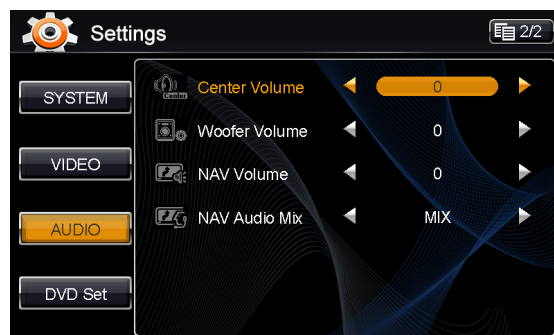 Settings
2/2
SYSTEM
VIDEO
AUDIO
DVD Set
Center
Center Volume 0
Woofer Volume 0
NAV Volume 0
NAV Audio Mix MIX